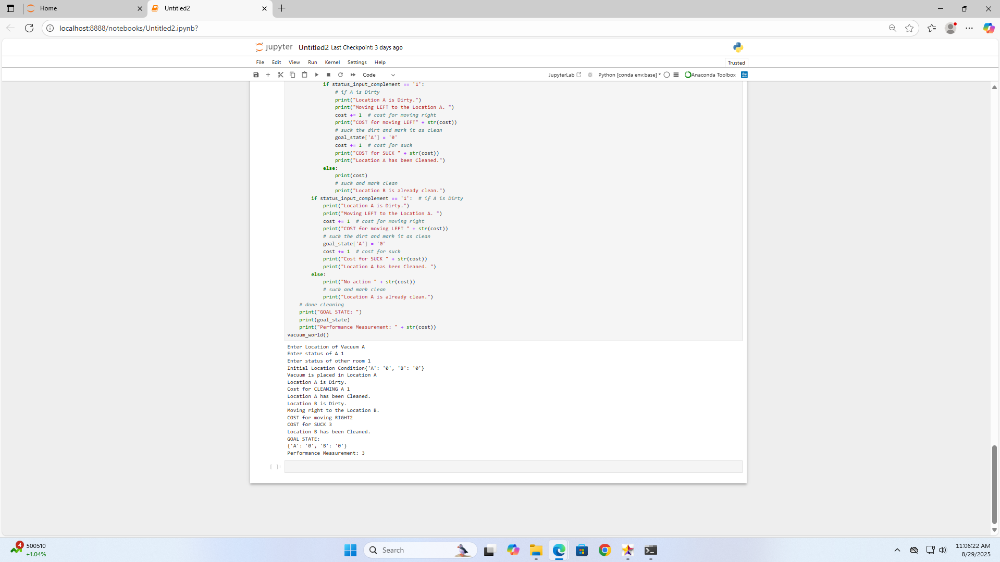 Home
Untitled2
localhost:8888/notebooks/Untitled2.ipynb?
jupyter Untitled2 Last Checkpoint: 3 days ago
File Edit View Run Kernel Settings Help
Trusted
Code
JupyterLab
Python [conda env:base] *
Anaconda Toolbox
if status_input_complement == '1':
# if A is Dirty
print("Location A is Dirty.")
print("Moving LEFT to the Location A. ")
cost += 1  # cost for moving right
print("COST for moving LEFT" + str(cost))
# suck the dirt and mark it as clean
goal_state['A'] = '0'
cost += 1  # cost for suck
print("COST for SUCK " + str(cost))
print("Location A has been Cleaned.")
else:
print(cost)
# suck and mark clean
print("Location B is already clean.")
if status_input_complement == '1':  # if A is Dirty
print("Location A is Dirty.")
print("Moving LEFT to the Location A. ")
cost += 1  # cost for moving right
print("COST for moving LEFT " + str(cost))
# suck the dirt and mark it as clean
goal_state['A'] = '0'
cost += 1  # cost for suck
print("Cost for SUCK " + str(cost))
print("Location A has been Cleaned. ")
else:
print("No action " + str(cost))
# suck and mark clean
print("Location A is already clean.")
# done cleaning
print("GOAL STATE: ")
print(goal_state)
print("Performance Measurement: " + str(cost))
vacuum_world()
Enter Location of Vacuum A
Enter status of A 1
Enter status of other room 1
Initial Location Condition{'A': '0', 'B': '0'}
Vacuum is placed in Location A
Location A is Dirty.
Cost for CLEANING A 1
Location A has been Cleaned.
Location B is Dirty.
Moving right to the Location B.
COST for moving RIGHT2
COST for SUCK 3
Location B has been Cleaned.
GOAL STATE:
{'A': '0', 'B': '0'}
Performance Measurement: 3
[ ]:
4
500510
+1.04%
Search
11:06:22 AM
8/29/2025